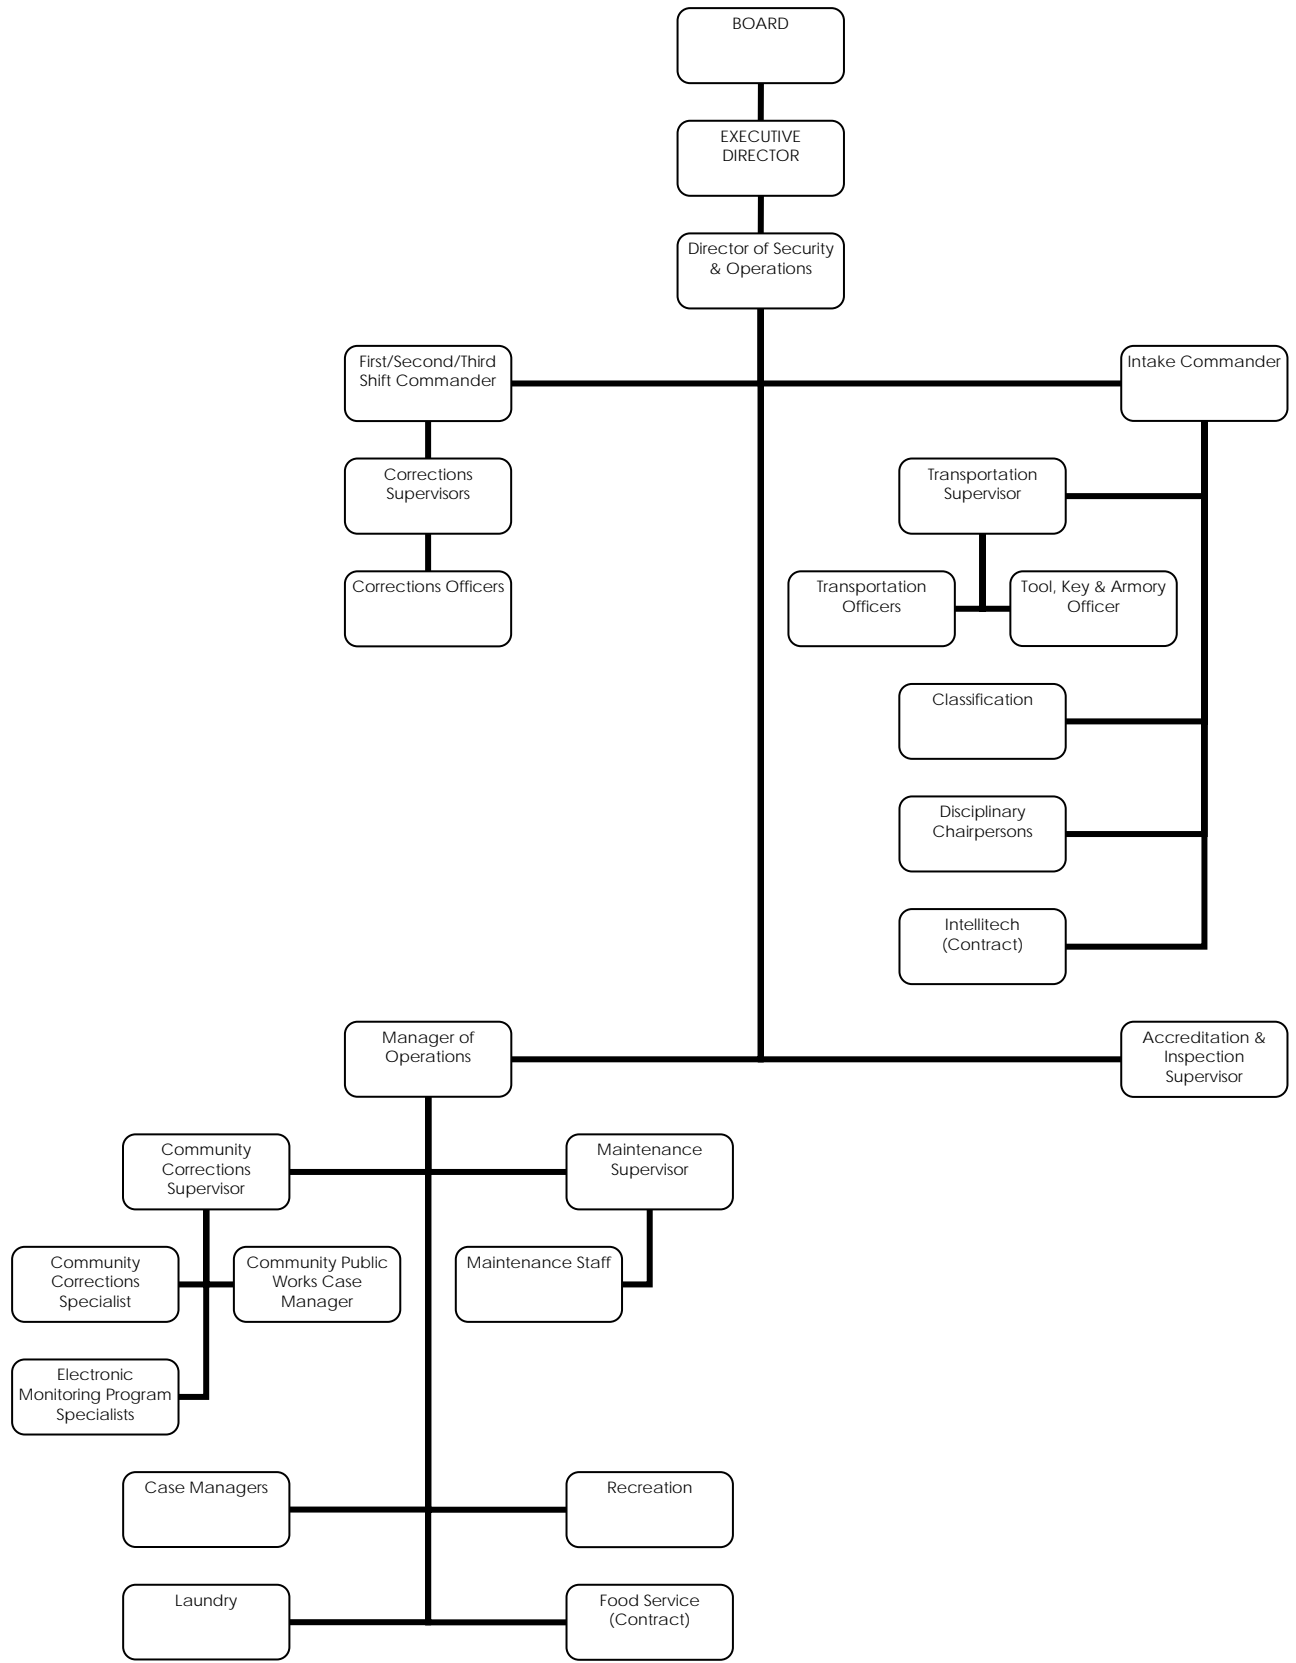 BOARD
EXECUTIVE
DIRECTOR
Director of Security
& Operations
First/Second/Third
Shift Commander
Intake Commander
Corrections
Supervisors
Transportation
Supervisor
Corrections Officers
Transportation
Officers
Tool, Key & Armory
Officer
Classification
Disciplinary
Chairpersons
Intellitech
(Contract)
Manager of
Operations
Accreditation &
Inspection
Supervisor
Community
Corrections
Supervisor
Maintenance
Supervisor
Community
Corrections
Specialist
Community Public
Works Case
Manager
Maintenance Staff
Electronic
Monitoring Program
Specialists
Case Managers
Recreation
Laundry
Food Service
(Contract)